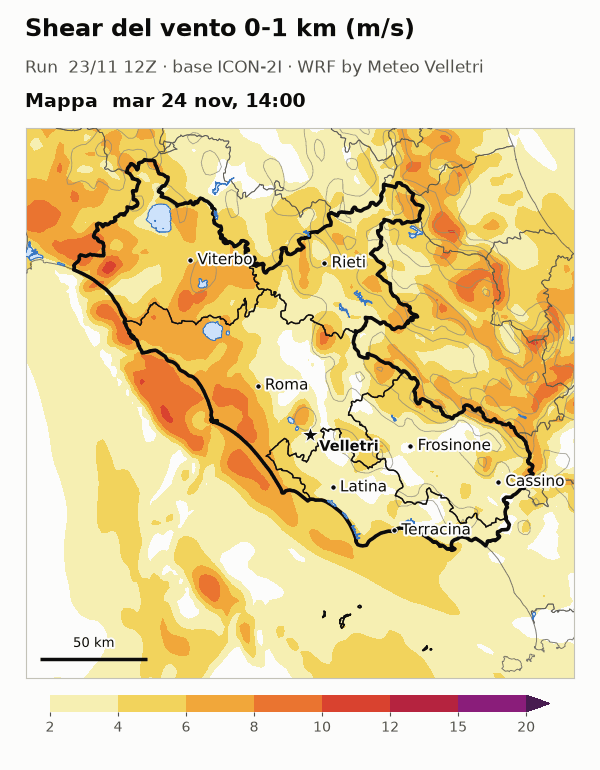 Shear del vento 0-1 km (m/s)
Run  23/11 12Z · base ICON-2I · WRF by Meteo Velletri
Mappa  mar 24 nov, 14:00
Viterbo
Rieti
Roma
Velletri
Frosinone
Latina
Cassino
Terracina
50 km
2 4 6 8 10 12 15 20